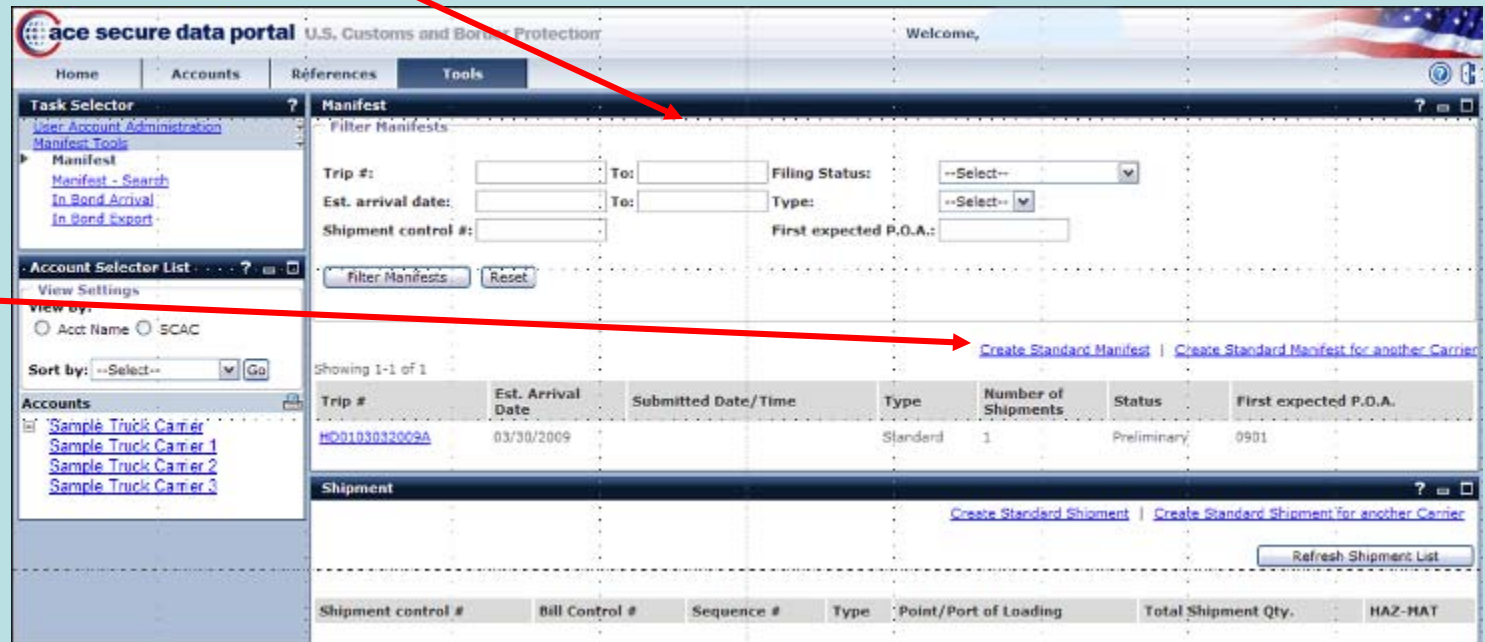 ace secure data portal U.S. Customs and Border Protection Welcome,
Home Accounts References Tools
Task Selector ?
User Account Administration
Manifest Tools
Manifest
Manifest - Search
In Bond Arrival
In Bond Export
Account Selector List ?
View Settings
View By:
Acct Name SCAC
Sort by: --Select-- Go
Accounts
Sample Truck Carrier
Sample Truck Carrier 1
Sample Truck Carrier 2
Sample Truck Carrier 3
Manifest ?
Filter Manifests
Trip #: To: Filing Status: --Select--
Est. arrival date: To: Type: --Select--
Shipment control #: First expected P.O.A.:
Filter Manifests Reset
Create Standard Manifest | Create Standard Manifest for another Carrier
Showing 1-1 of 1
Trip # Est. Arrival Date Submitted Date/Time Type Number of Shipments Status First expected P.O.A.
HD0103032009A 03/30/2009 Standard 1 Preliminary 0901
Shipment ?
Create Standard Shipment | Create Standard Shipment for another Carrier
Refresh Shipment List
Shipment control # Bill Control # Sequence # Type Point/Port of Loading Total Shipment Qty. HAZ-MAT